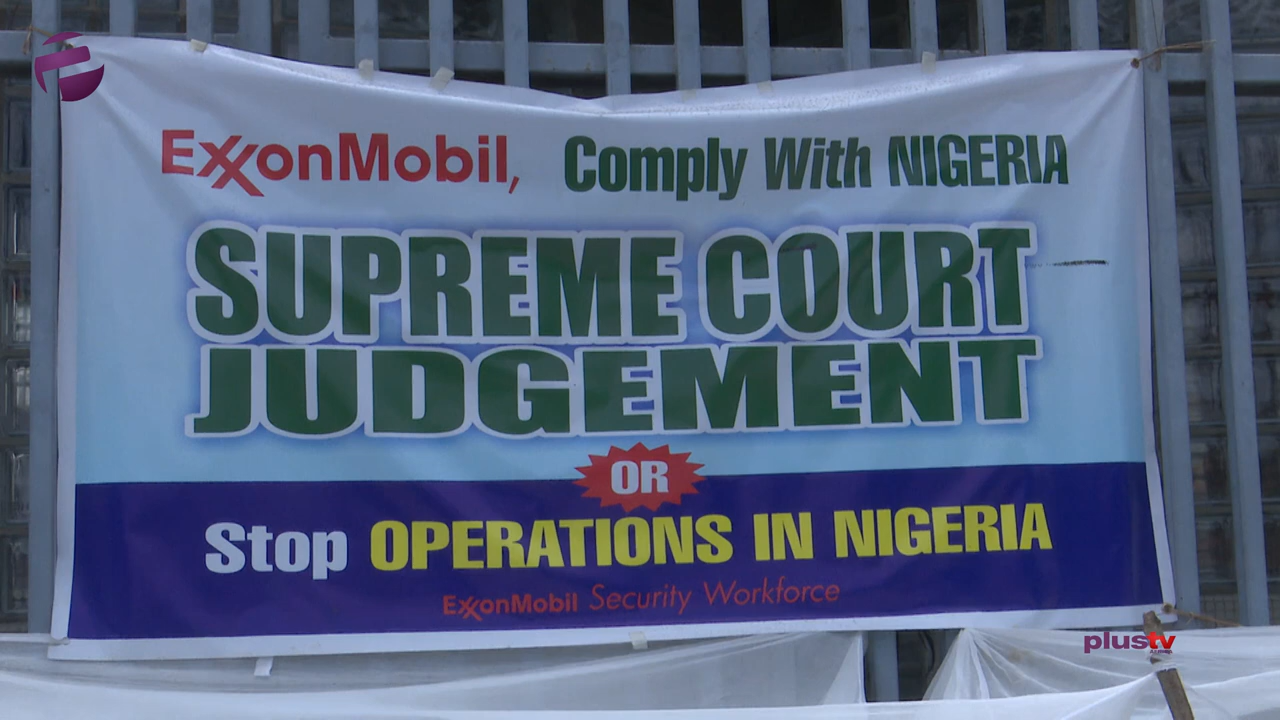 ExxonMobil, Comply With NIGERIA
SUPREME COURT
JUDGEMENT
OR
Stop OPERATIONS IN NIGERIA
ExxonMobil Security Workforce
plustv